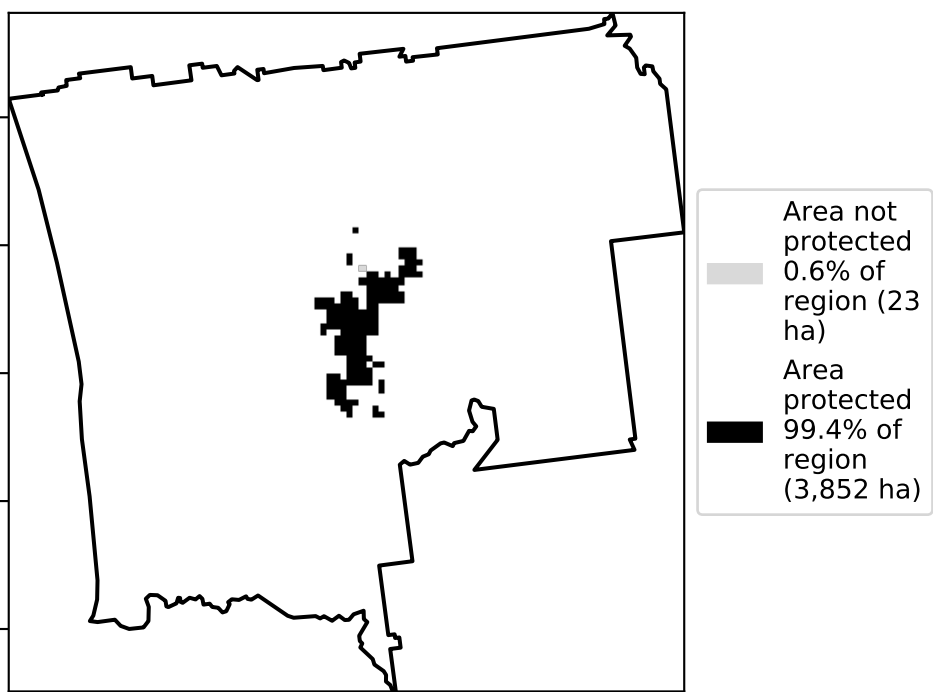 Area not
protected
0.6% of
region (23
ha)
Area
protected
99.4% of
region
(3,852 ha)